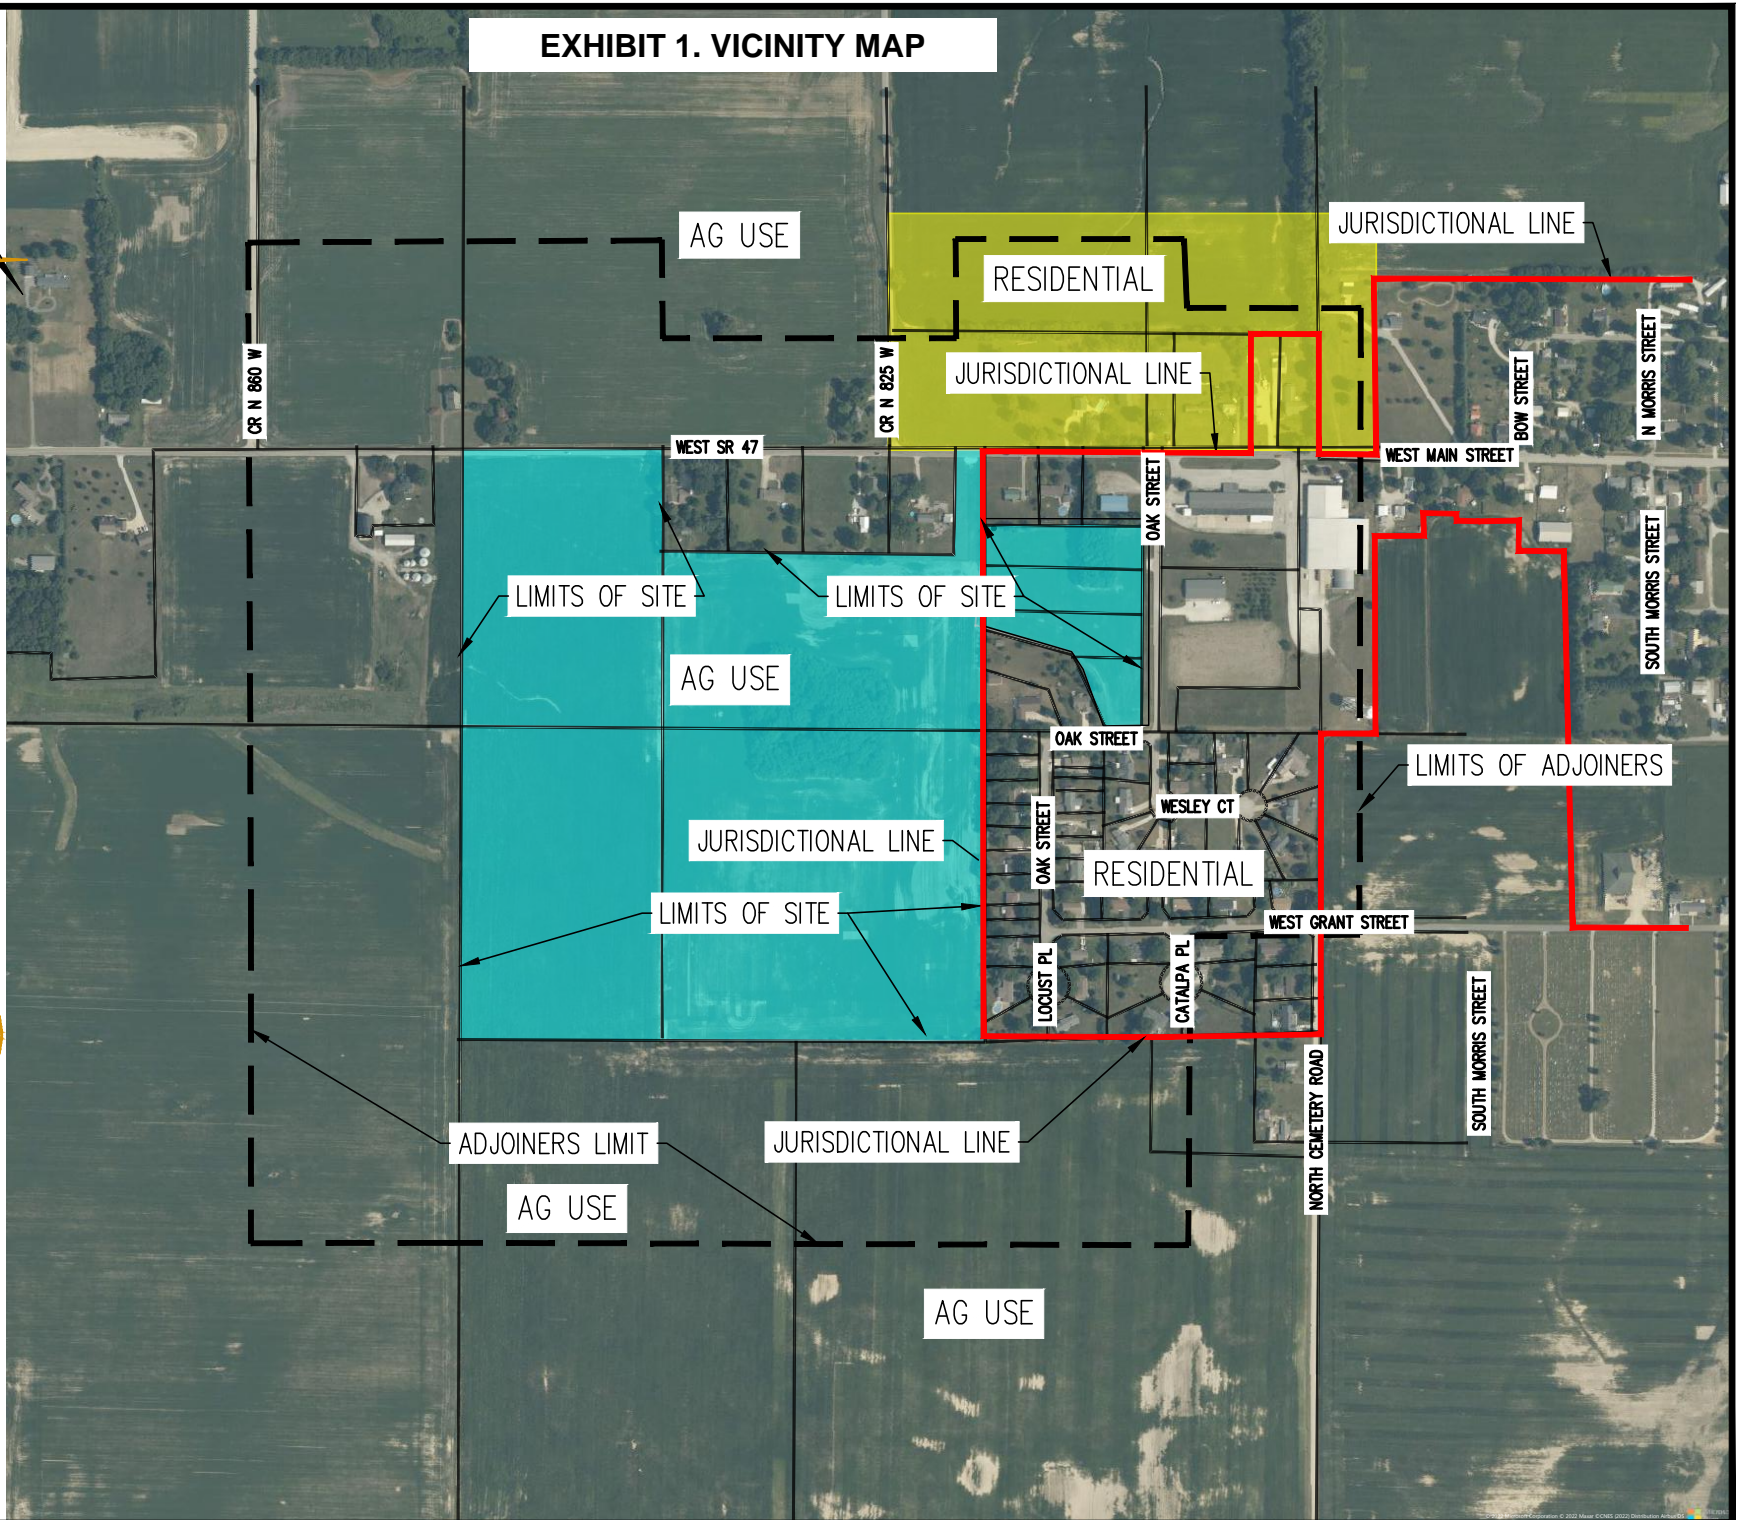 EXHIBIT 1. VICINITY MAP
JURISDICTIONAL LINE
AG USE
RESIDENTIAL
CR N 860 W
CR N 825 W
JURISDICTIONAL LINE
BOW STREET
N MORRIS STREET
WEST SR 47
WEST MAIN STREET
OAK STREET
SOUTH MORRIS STREET
LIMITS OF SITE
LIMITS OF SITE
AG USE
OAK STREET
LIMITS OF ADJOINERS
WESLEY CT
JURISDICTIONAL LINE
OAK STREET
RESIDENTIAL
LIMITS OF SITE
WEST GRANT STREET
LOCUST PL
CATALPA PL
SOUTH MORRIS STREET
NORTH CEMETERY ROAD
ADJOINERS LIMIT
JURISDICTIONAL LINE
AG USE
AG USE